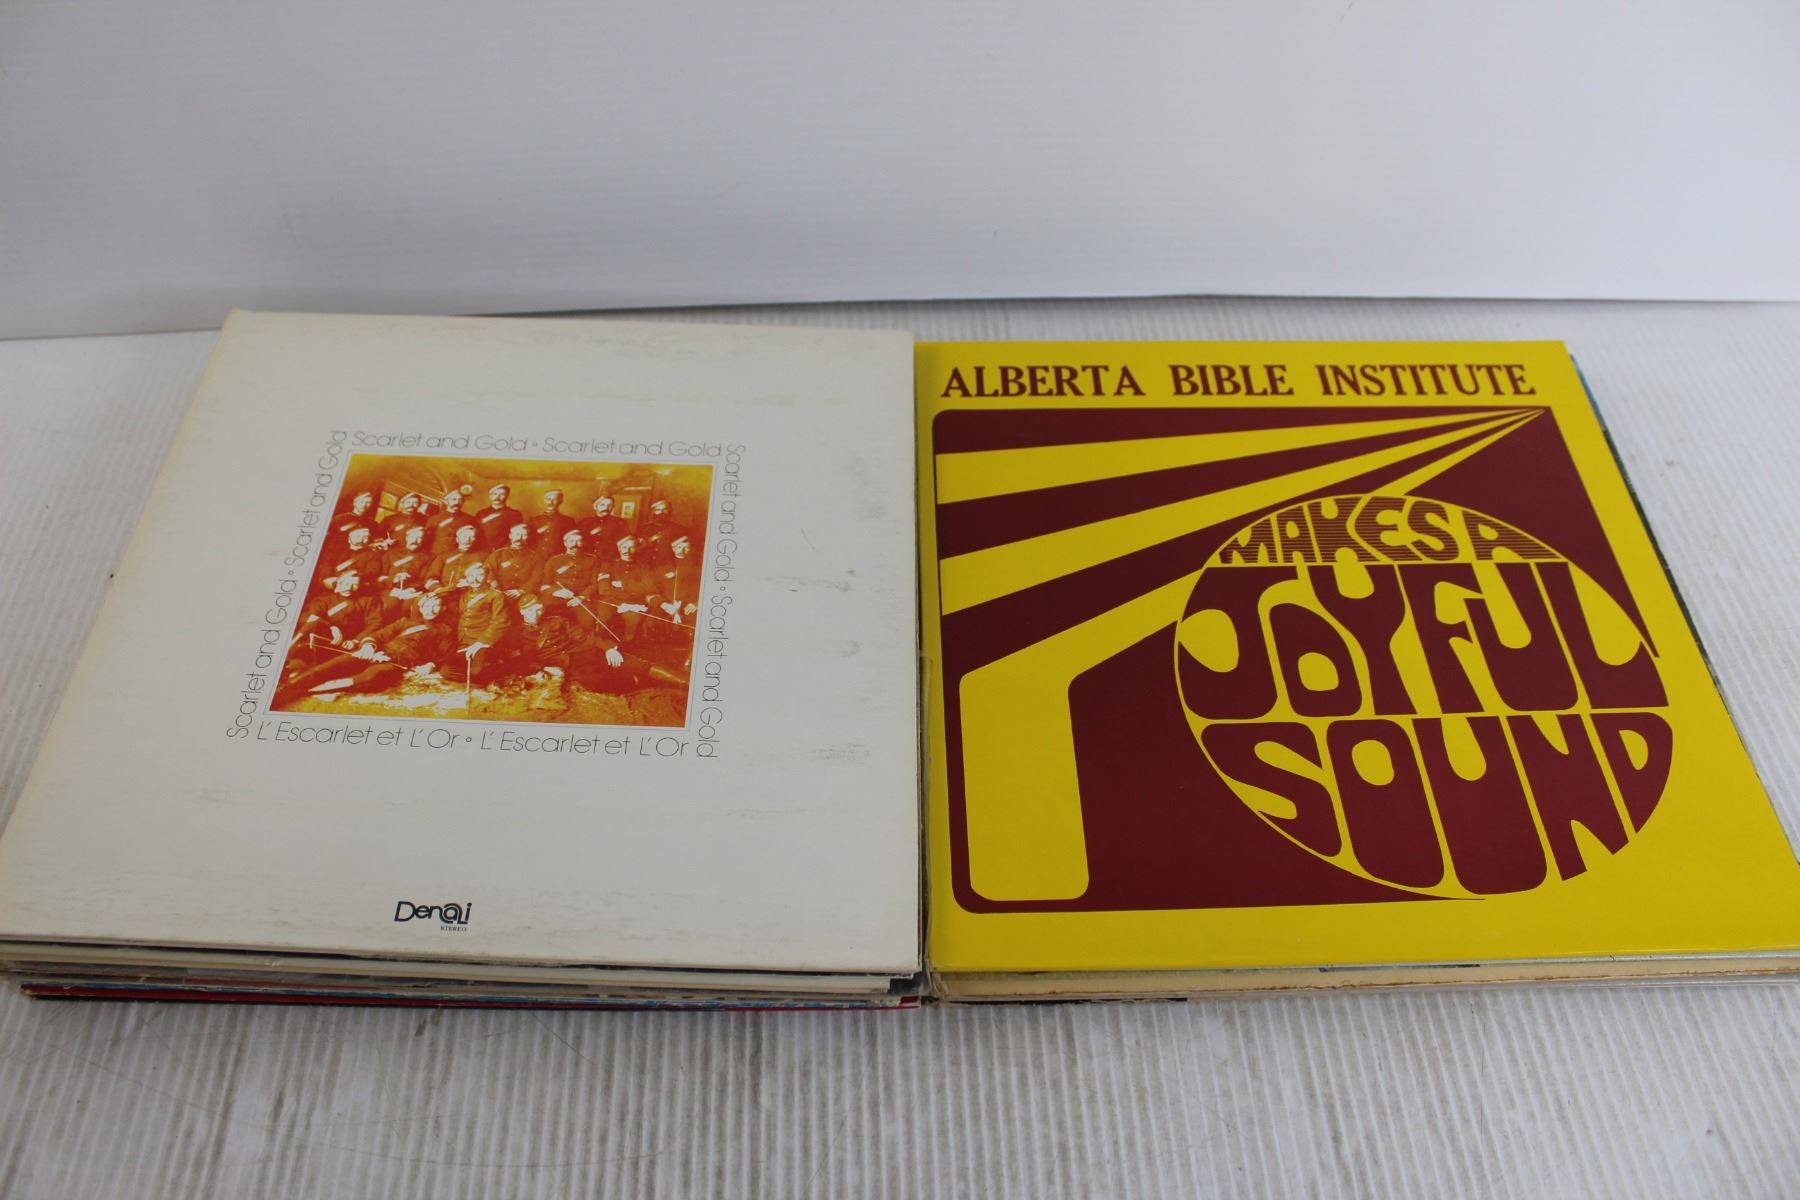 Scarlet and Gold • Scarlet and Gold
Scarlet and Gold • Scarlet and Gold
Scarlet and Gold • Scarlet and Gold
L' Escarlet et L'Or • L' Escarlet et L'Or
Denali
STEREO
ALBERTA BIBLE INSTITUTE
MAKES A
JOYFUL
SOUND